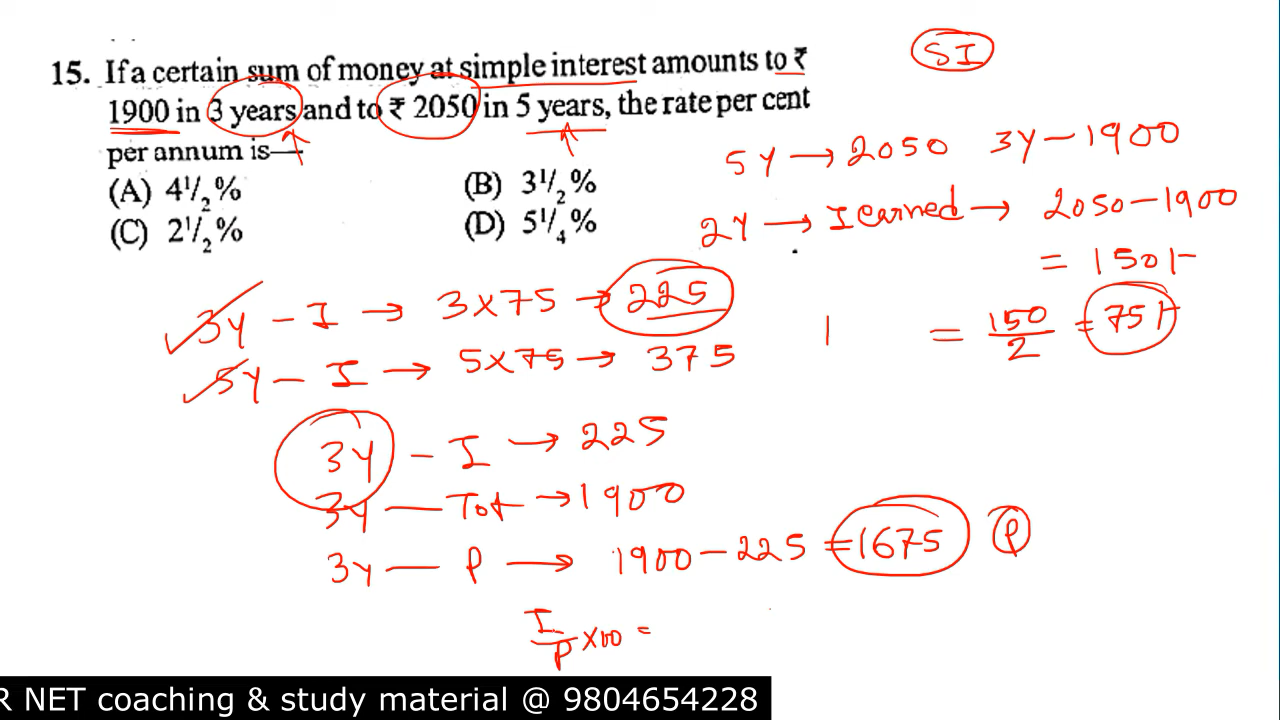 15. If a certain sum of money at simple interest amounts to ₹
1900 in 3 years and to ₹ 2050 in 5 years, the rate per cent
per annum is—
(A) 4¹/₂%
(B) 3¹/₂%
(C) 2¹/₂%
(D) 5¹/₄%
SI
5Y → 2050 3Y – 1900
2Y → I earned → 2050 – 1900
= 150/-
1 = 150/2 = 75/-
3Y – I → 3 × 75 → 225
5Y – I → 5 × 75 → 375
3Y – I → 225
3Y — Tot → 1900
3Y — P → 1900 – 225 = 1675 P
I/P × 100 =
R NET coaching & study material @ 9804654228